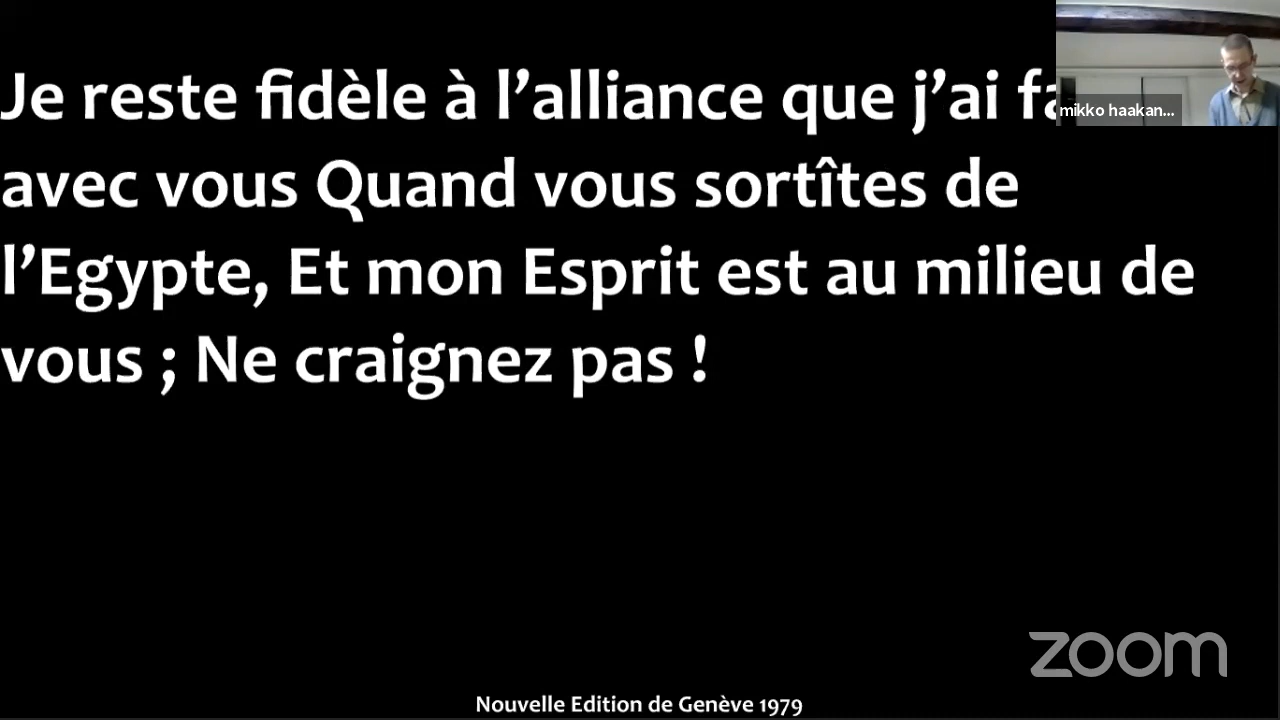 Je reste fidèle à l’alliance que j’ai
avec vous Quand vous sortîtes de
l’Egypte, Et mon Esprit est au milieu de
vous ; Ne craignez pas !
mikko haakan...
zoom
Nouvelle Edition de Genève 1979